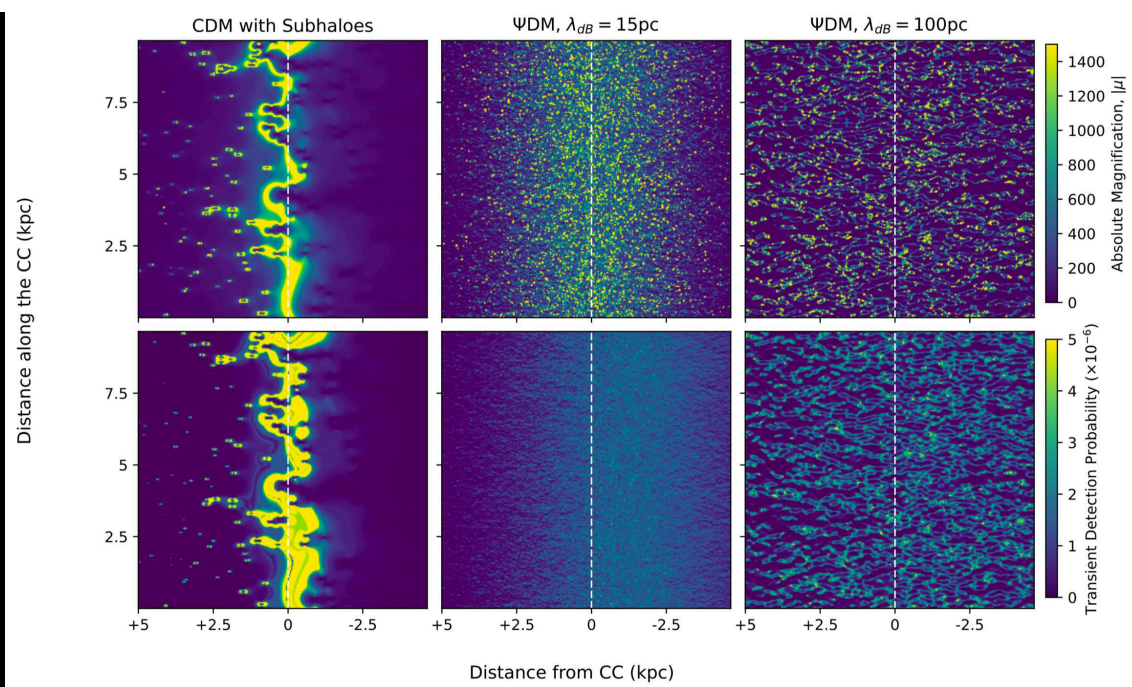 CDM with Subhaloes
ΨDM, λdB = 15pc
ΨDM, λdB = 100pc
7.5
5
2.5
1400
1200
1000
800
600
400
200
0
Absolute Magnification, |μ|
Distance along the CC (kpc)
7.5
5
2.5
5
4
3
2
1
0
Transient Detection Probability (×10⁻⁶)
+5 +2.5 0 -2.5
+5 +2.5 0 -2.5
+5 +2.5 0 -2.5
Distance from CC (kpc)